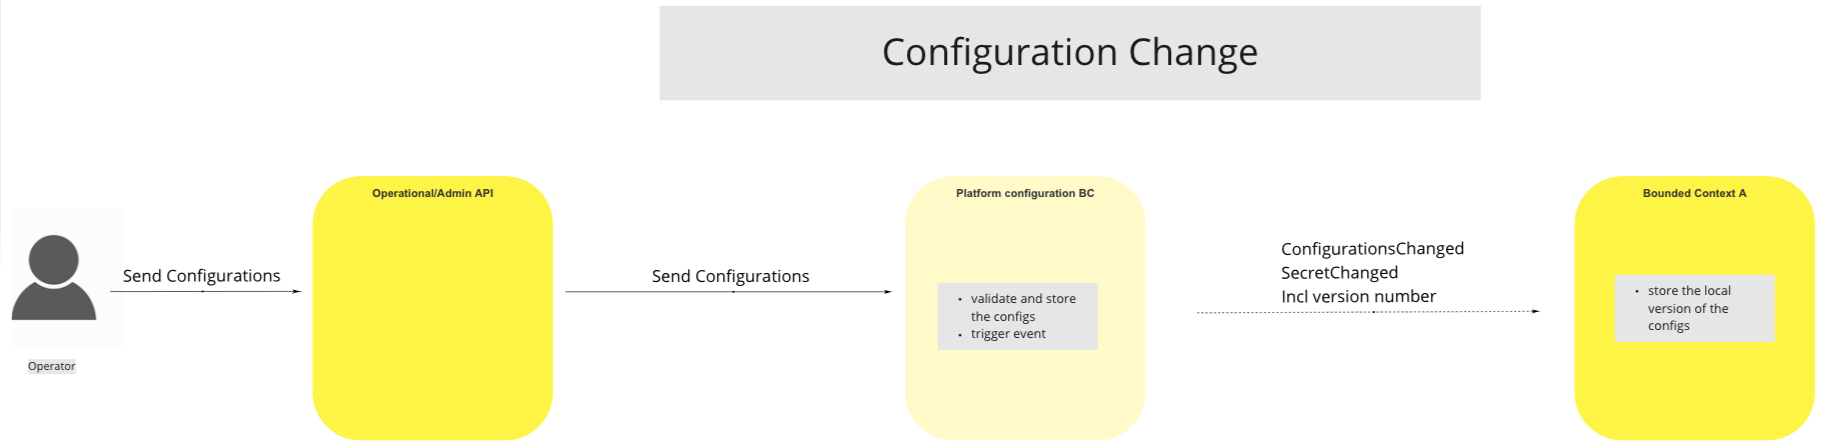 Configuration Change
Operational/Admin API
Platform configuration BC
Bounded Context A
Send Configurations
Send Configurations
ConfigurationsChanged
SecretChanged
Incl version number
• validate and store
the configs
• trigger event
• store the local
version of the
configs
Operator